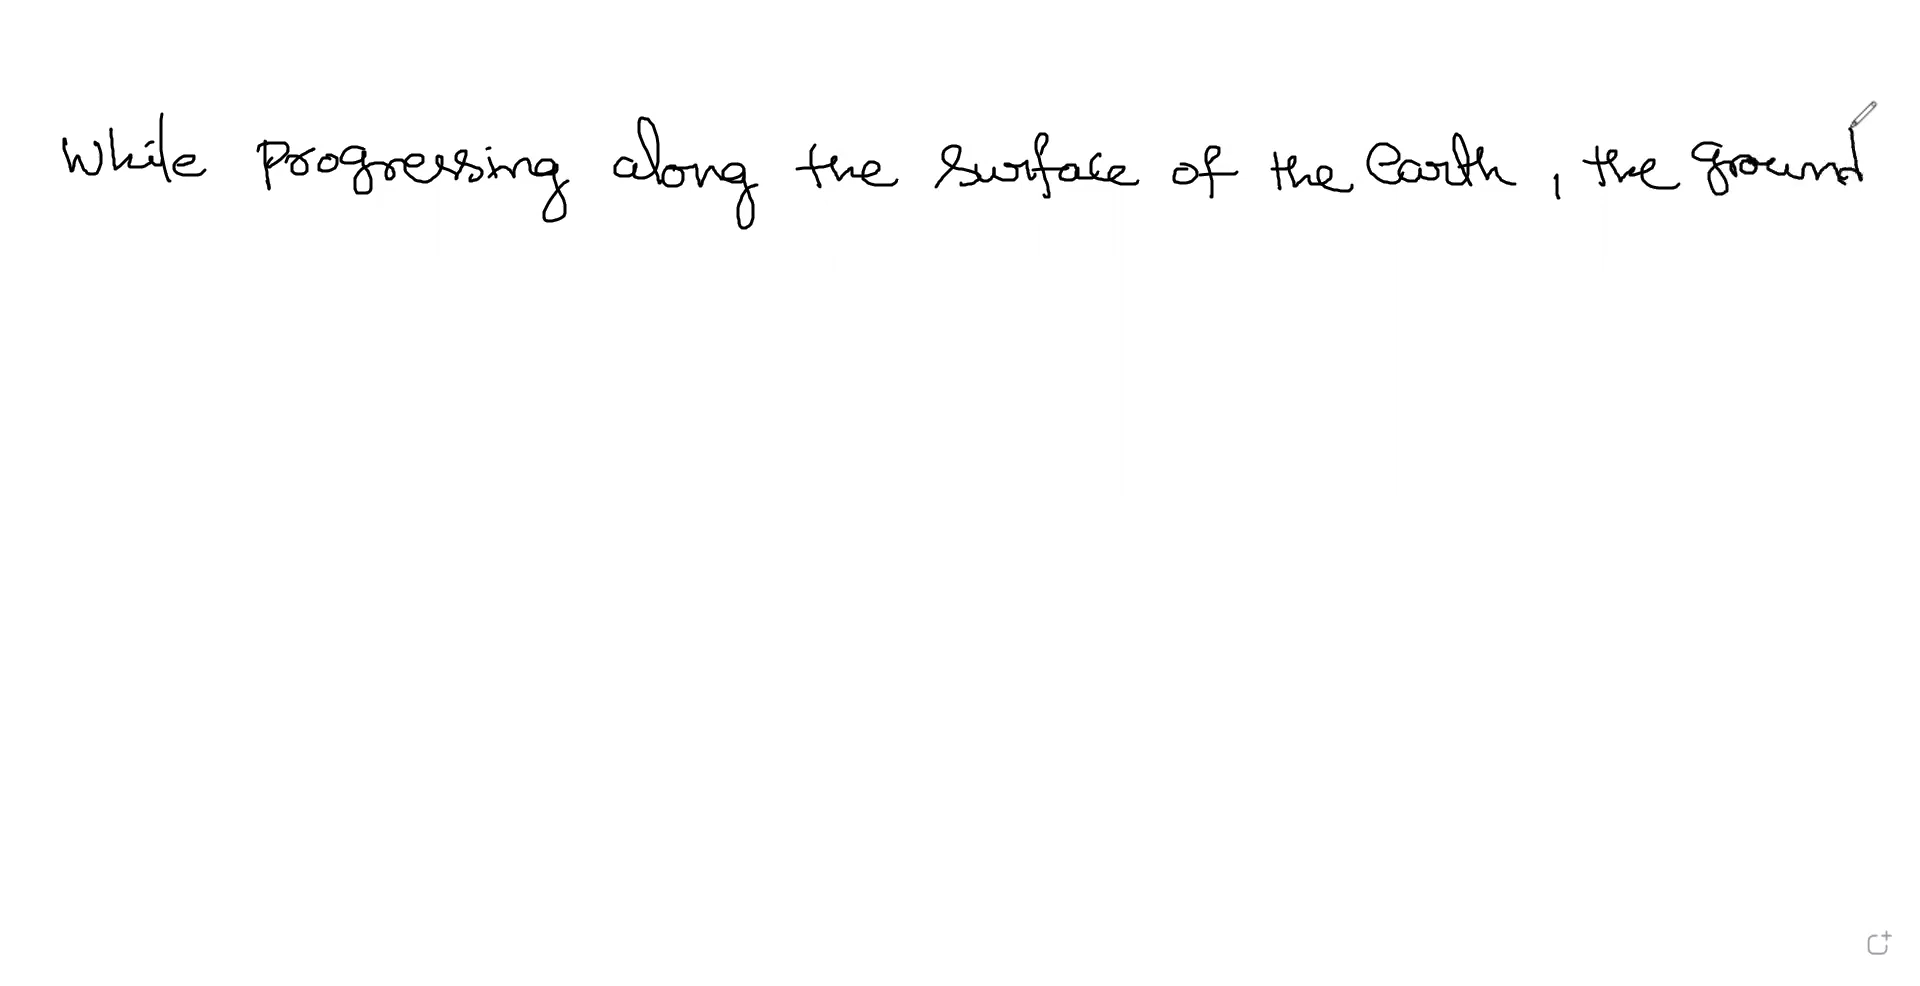 While progressing along the surface of the earth, the ground